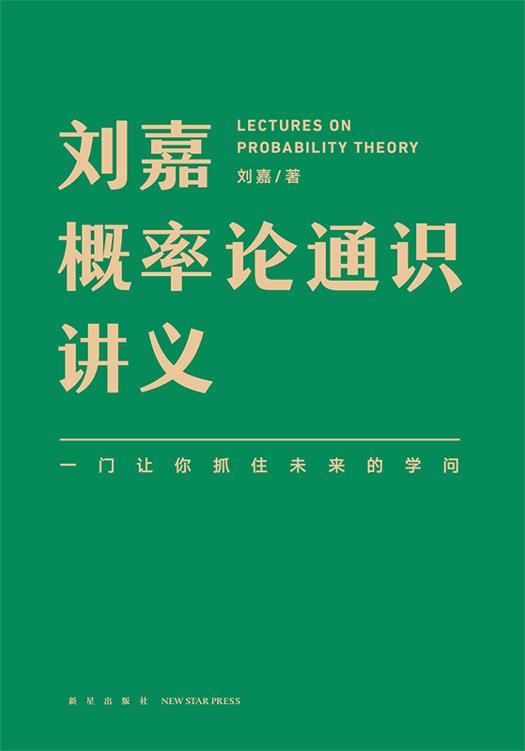 刘嘉
LECTURES ON
PROBABILITY THEORY
刘嘉/著
概率论通识
讲义
一门让你抓住未来的学问
新星出版社 NEW STAR PRESS